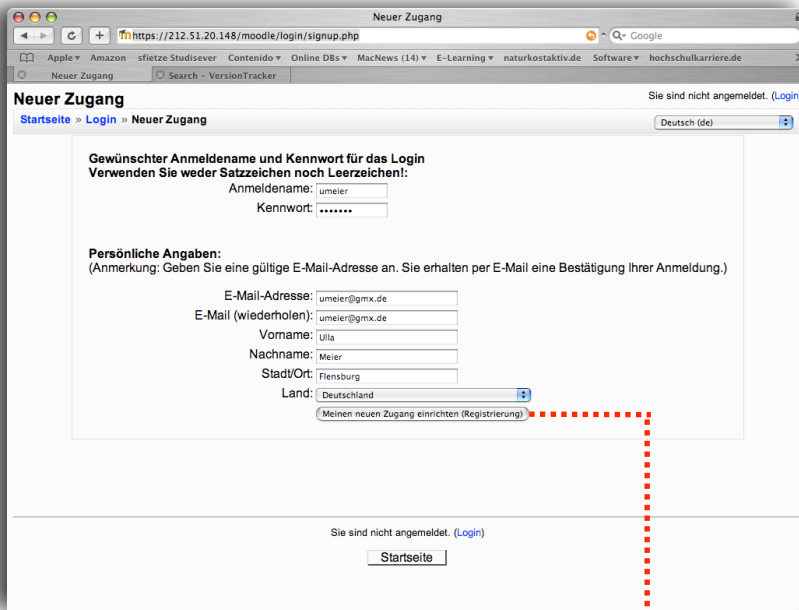 Neuer Zugang
https://212.51.20.148/moodle/login/signup.php
Google
Apple Amazon sfietze Studisever Contenido Online DBs MacNews (14) E-Learning naturkostaktiv.de Software hochschulkarriere.de
Neuer Zugang Search – VersionTracker
Neuer Zugang
Sie sind nicht angemeldet. (Login
Startseite » Login » Neuer Zugang
Deutsch (de)
Gewünschter Anmeldename und Kennwort für das Login
Verwenden Sie weder Satzzeichen noch Leerzeichen!:
Anmeldename: umeier
Kennwort: •••••••
Persönliche Angaben:
(Anmerkung: Geben Sie eine gültige E-Mail-Adresse an. Sie erhalten per E-Mail eine Bestätigung Ihrer Anmeldung.)
E-Mail-Adresse: umeier@gmx.de
E-Mail (wiederholen): umeier@gmx.de
Vorname: Ulla
Nachname: Meier
Stadt/Ort: Flensburg
Land: Deutschland
Meinen neuen Zugang einrichten (Registrierung)
Sie sind nicht angemeldet. (Login)
Startseite